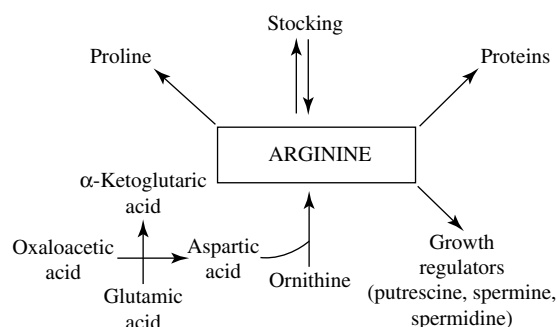 Stocking
Proline
Proteins
ARGININE
α-Ketoglutaric
acid
Oxaloacetic
acid
Aspartic
acid
Glutamic
acid
Ornithine
Growth
regulators
(putrescine, spermine,
spermidine)